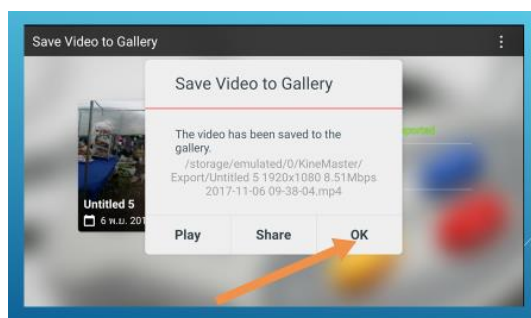 Save Video to Gallery
Save Video to Gallery
The video has been saved to the
gallery.
/storage/emulated/0/KineMaster/
Export/Untitled 5 1920x1080 8.51Mbps
2017-11-06 09-38-04.mp4
Untitled 5
6 พ.ย. 201
Play Share OK